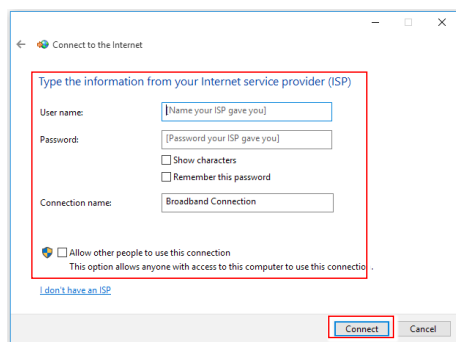 Connect to the Internet
Type the information from your Internet service provider (ISP)
User name: [Name your ISP gave you]
Password: [Password your ISP gave you]
Show characters
Remember this password
Connection name: Broadband Connection
Allow other people to use this connection
This option allows anyone with access to this computer to use this connectio .
I don't have an ISP
Connect Cancel